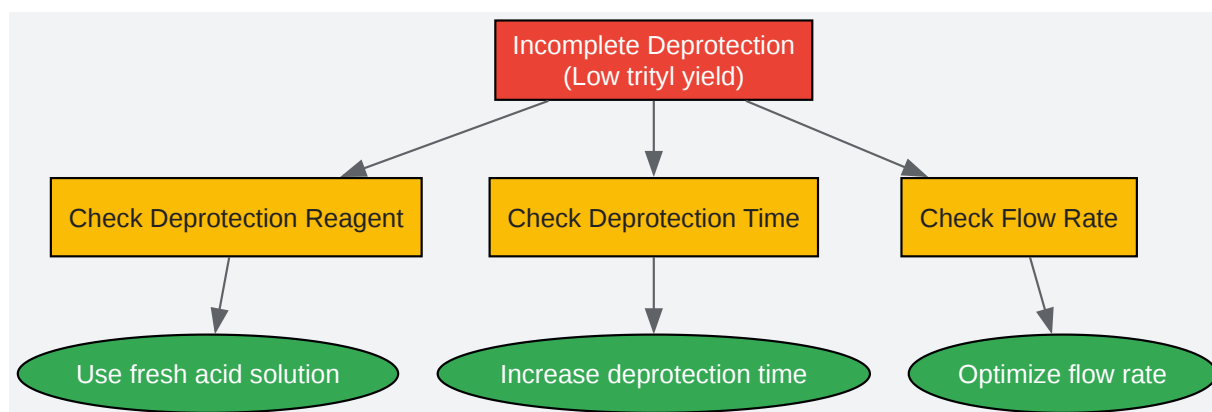 Incomplete Deprotection
(Low trityl yield)
Check Deprotection Reagent
Check Deprotection Time
Check Flow Rate
Use fresh acid solution
Increase deprotection time
Optimize flow rate